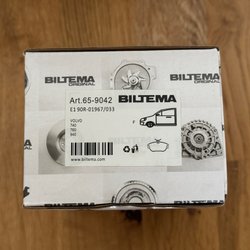 BILTEMA
ORIGINAL
BILTEMA
ORIGINAL
Art.65-9042 BILTEMA
E1 90R-01967/033
VOLVO
740
760
940
F
www.biltema.com